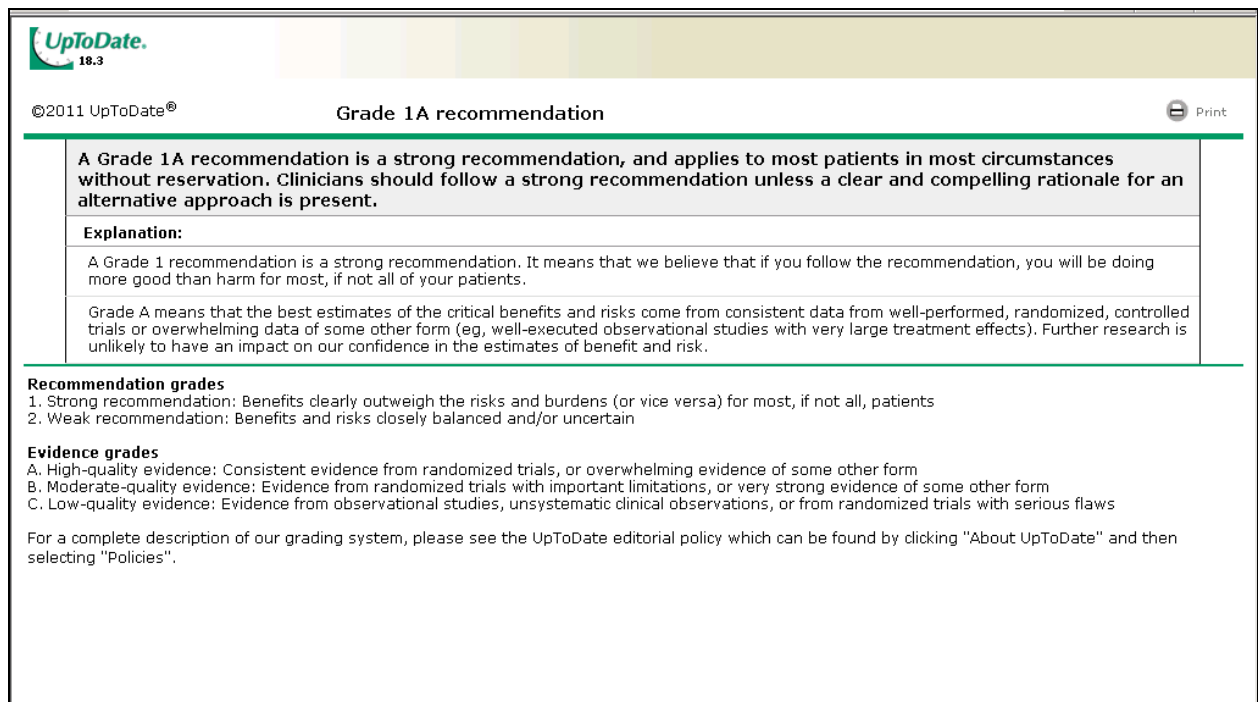 UpToDate.
18.3
©2011 UpToDate®
Grade 1A recommendation
Print
A Grade 1A recommendation is a strong recommendation, and applies to most patients in most circumstances
without reservation. Clinicians should follow a strong recommendation unless a clear and compelling rationale for an
alternative approach is present.
Explanation:
A Grade 1 recommendation is a strong recommendation. It means that we believe that if you follow the recommendation, you will be doing
more good than harm for most, if not all of your patients.
Grade A means that the best estimates of the critical benefits and risks come from consistent data from well-performed, randomized, controlled
trials or overwhelming data of some other form (eg, well-executed observational studies with very large treatment effects). Further research is
unlikely to have an impact on our confidence in the estimates of benefit and risk.
Recommendation grades
1. Strong recommendation: Benefits clearly outweigh the risks and burdens (or vice versa) for most, if not all, patients
2. Weak recommendation: Benefits and risks closely balanced and/or uncertain
Evidence grades
A. High-quality evidence: Consistent evidence from randomized trials, or overwhelming evidence of some other form
B. Moderate-quality evidence: Evidence from randomized trials with important limitations, or very strong evidence of some other form
C. Low-quality evidence: Evidence from observational studies, unsystematic clinical observations, or from randomized trials with serious flaws
For a complete description of our grading system, please see the UpToDate editorial policy which can be found by clicking "About UpToDate" and then
selecting "Policies".